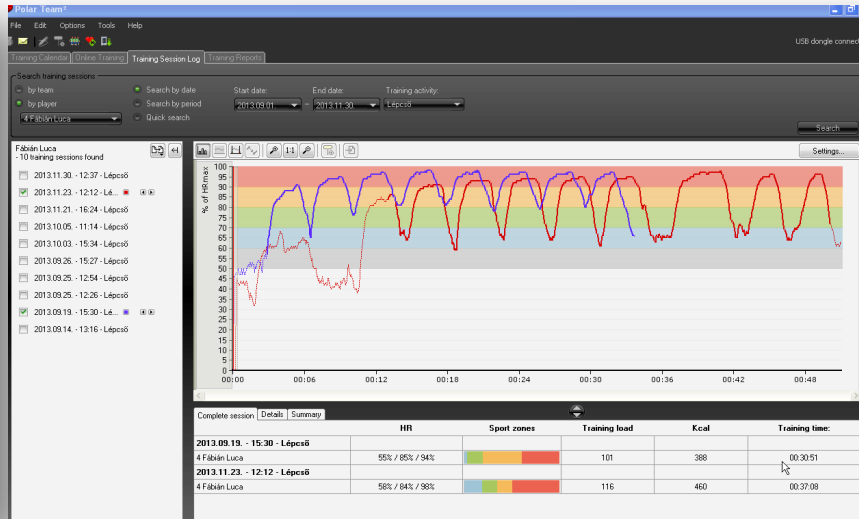 Polar Team²
File Edit Options Tools Help
USB dongle connect
Training Calendar Online Training Training Session Log Training Reports
Search training sessions
by team Search by date Start date: End date: Training activity:
by player Search by period 2013.09.01. - 2013.11.30. Lépcső
4 Fábián Luca Quick search
Search
Fábián Luca
- 10 training sessions found
1:1
Settings...
2013.11.30. - 12:37 - Lépcső
2013.11.23. - 12:12 - Lé...
2013.11.21. - 16:24 - Lépcső
2013.10.05. - 11:14 - Lépcső
2013.10.03. - 15:34 - Lépcső
2013.09.26. - 15:27 - Lépcső
2013.09.25. - 12:54 - Lépcső
2013.09.25. - 12:26 - Lépcső
2013.09.19. - 15:30 - Lé...
2013.09.14. - 13:16 - Lépcső
% of HRmax
100
95
90
85
80
75
70
65
60
55
50
45
40
35
30
25
20
15
10
5
0
00:00 00:06 00:12 00:18 00:24 00:30 00:36 00:42 00:48
Complete session Details Summary
HR Sport zones Training load Kcal Training time:
2013.09.19. - 15:30 - Lépcső
4 Fábián Luca 55% / 85% / 94% 101 388 00:30:51
2013.11.23. - 12:12 - Lépcső
4 Fábián Luca 58% / 84% / 98% 116 460 00:37:08